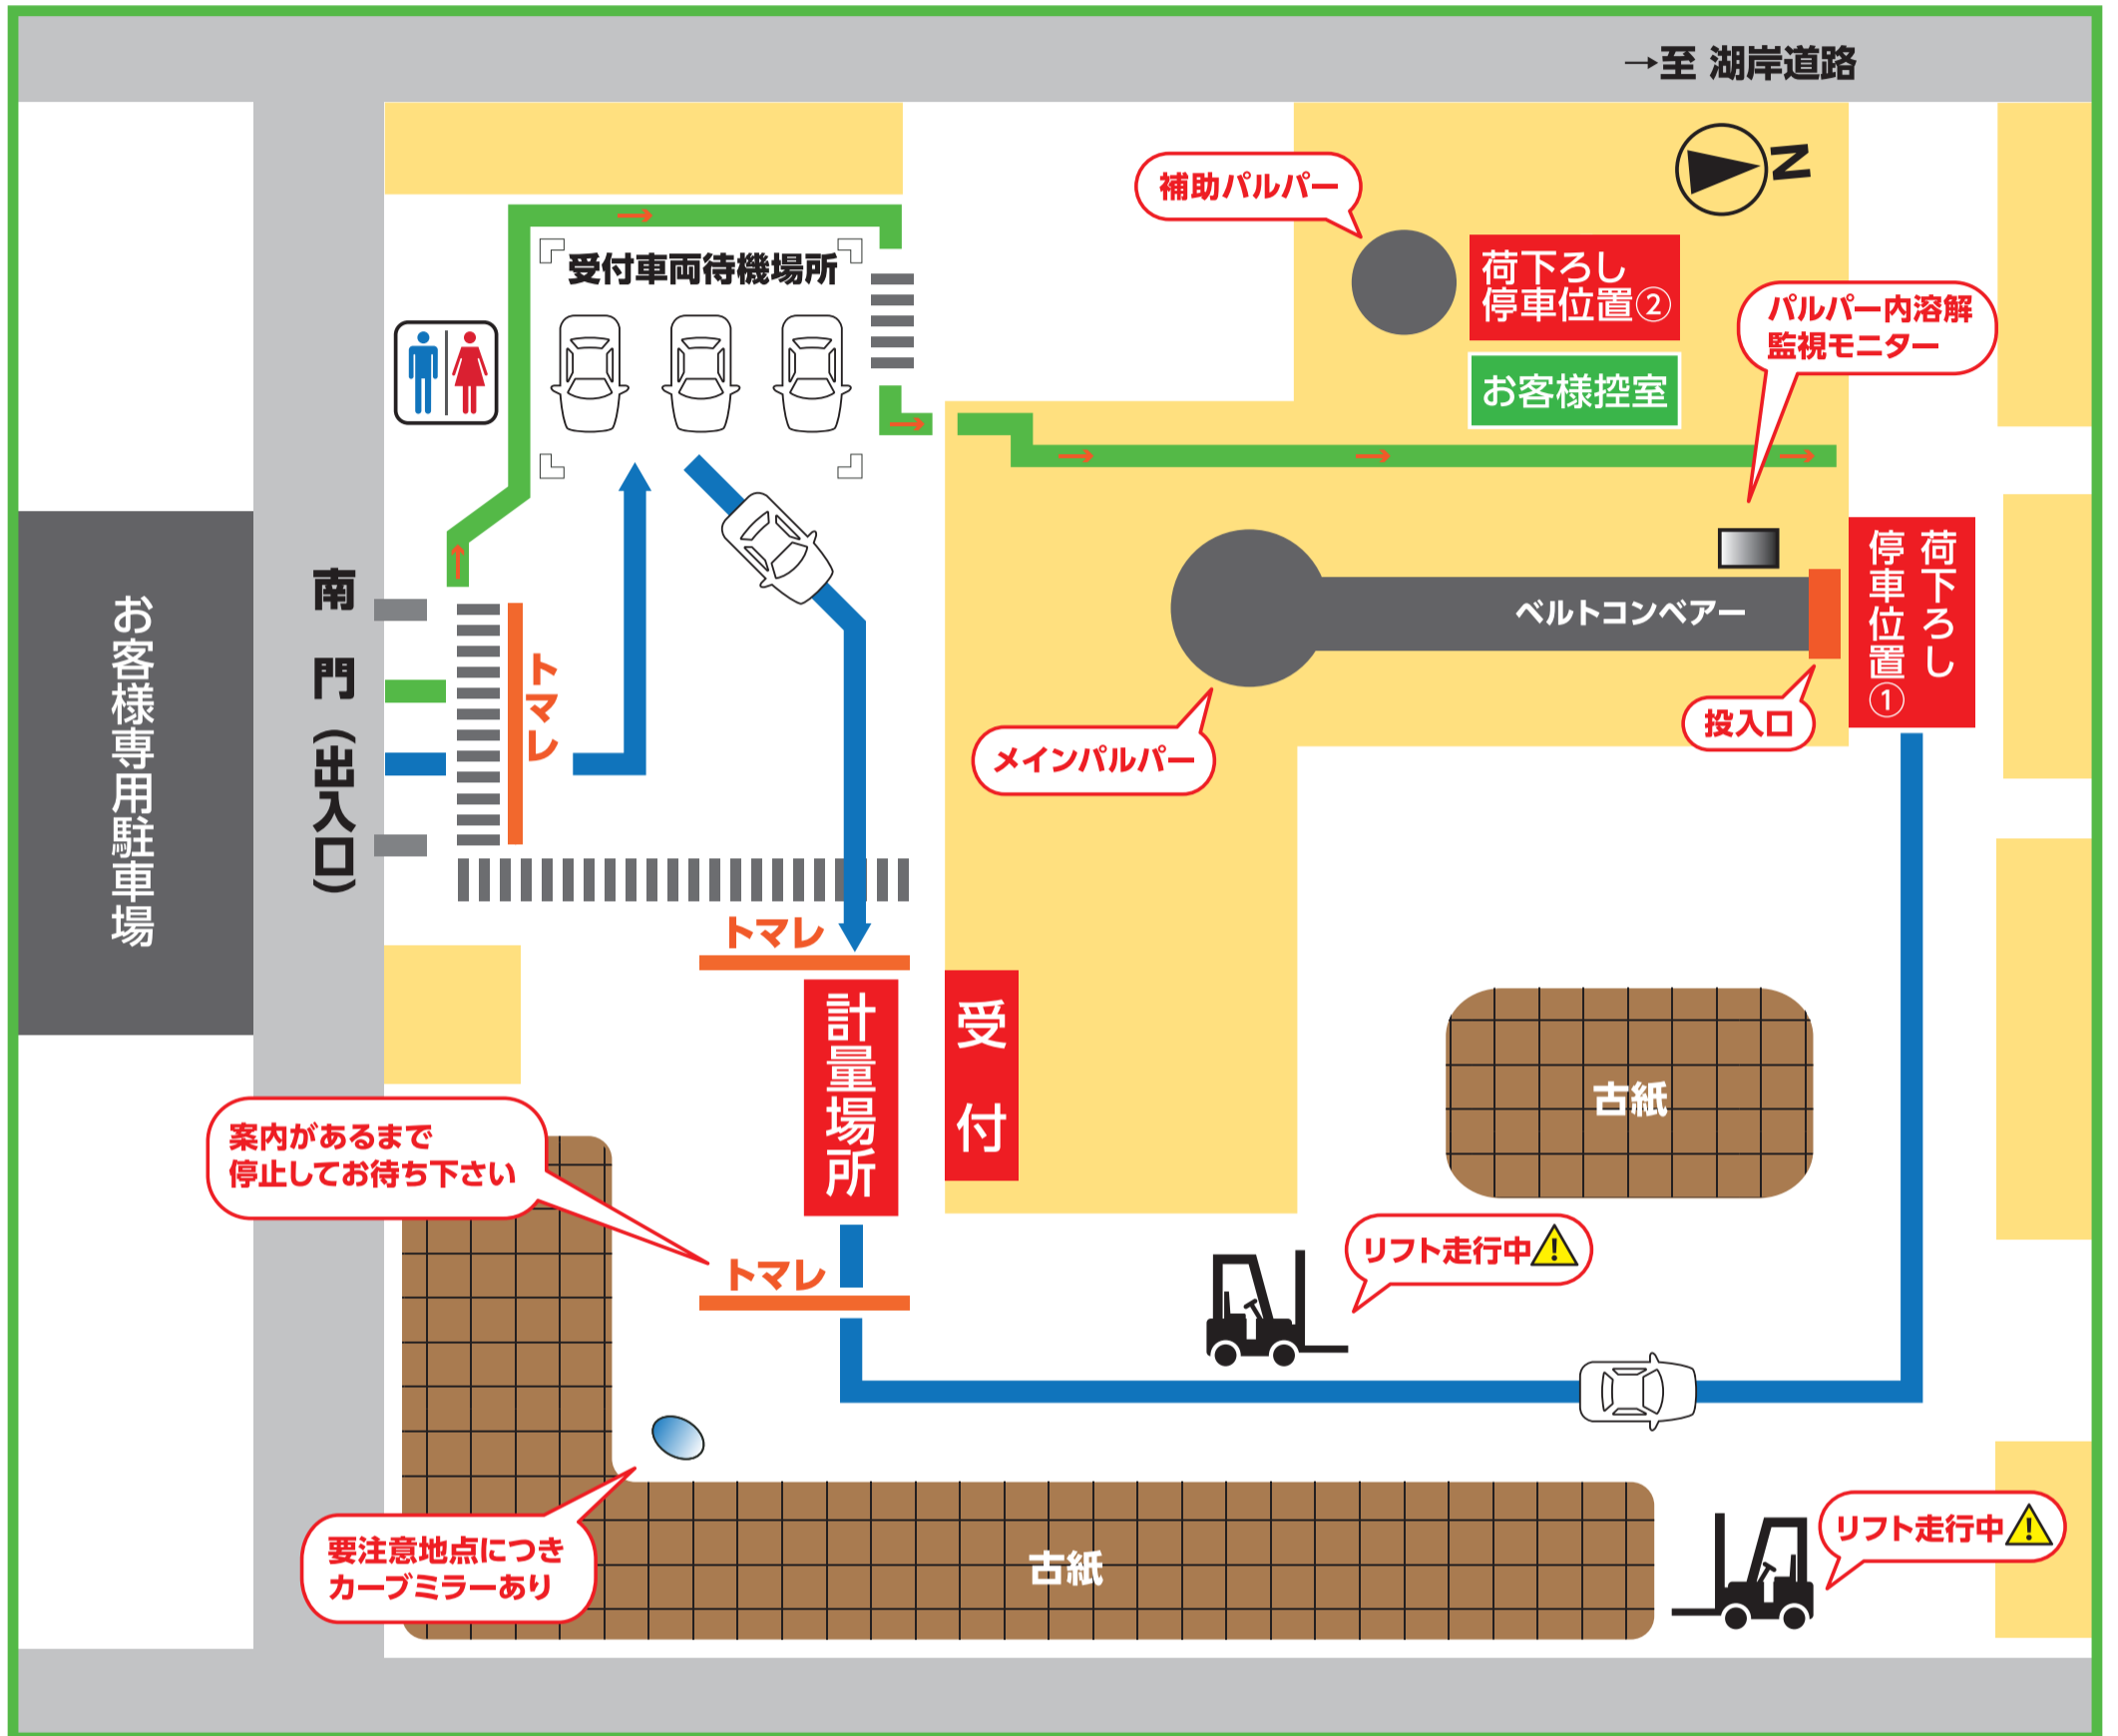 →至 湖岸道路
N
補助パルパー
荷下ろし
停車位置②
お客様控室
パルパー内溶解
監視モニター
受付車両待機場所
南門（出入口）
お客様専用駐車場
トマレ
ベルトコンベアー
荷下ろし
停車位置①
投入口
メインパルパー
トマレ
計量場所
受付
古紙
案内があるまで
停止してお待ち下さい
トマレ
リフト走行中
要注意地点につき
カーブミラーあり
古紙
リフト走行中